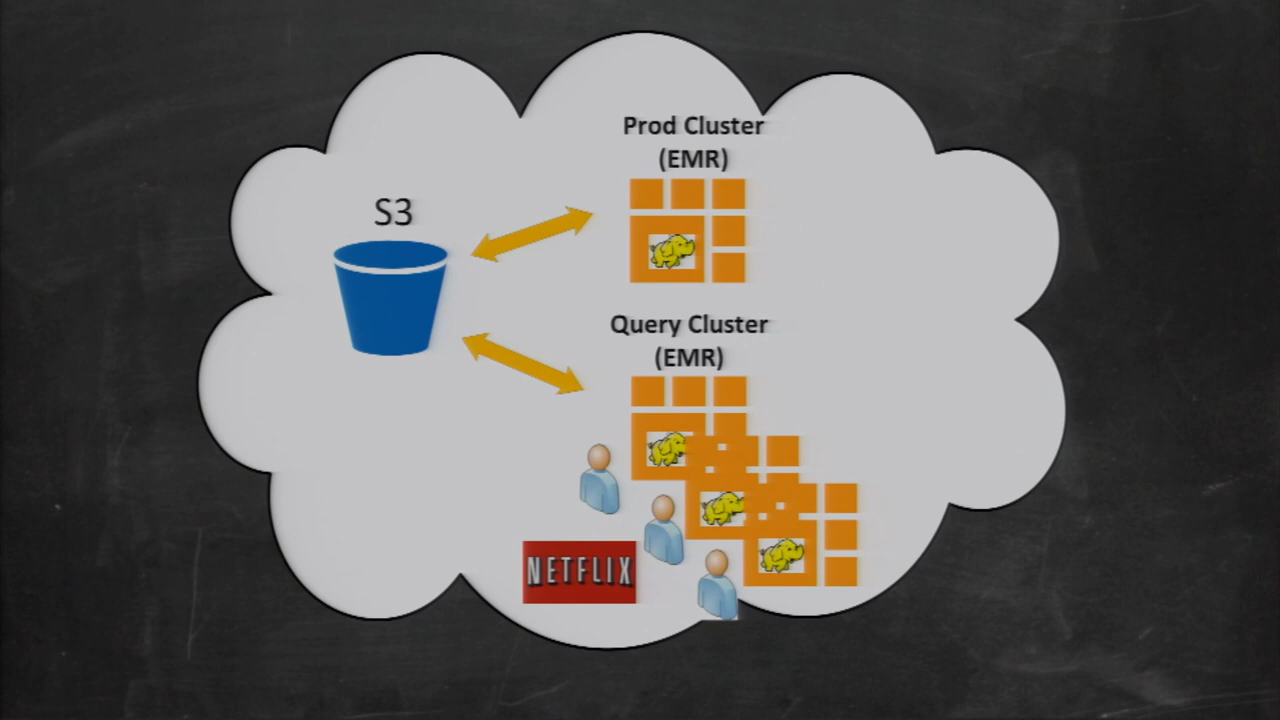 Prod Cluster
(EMR)
S3
Query Cluster
(EMR)
NETFLIX